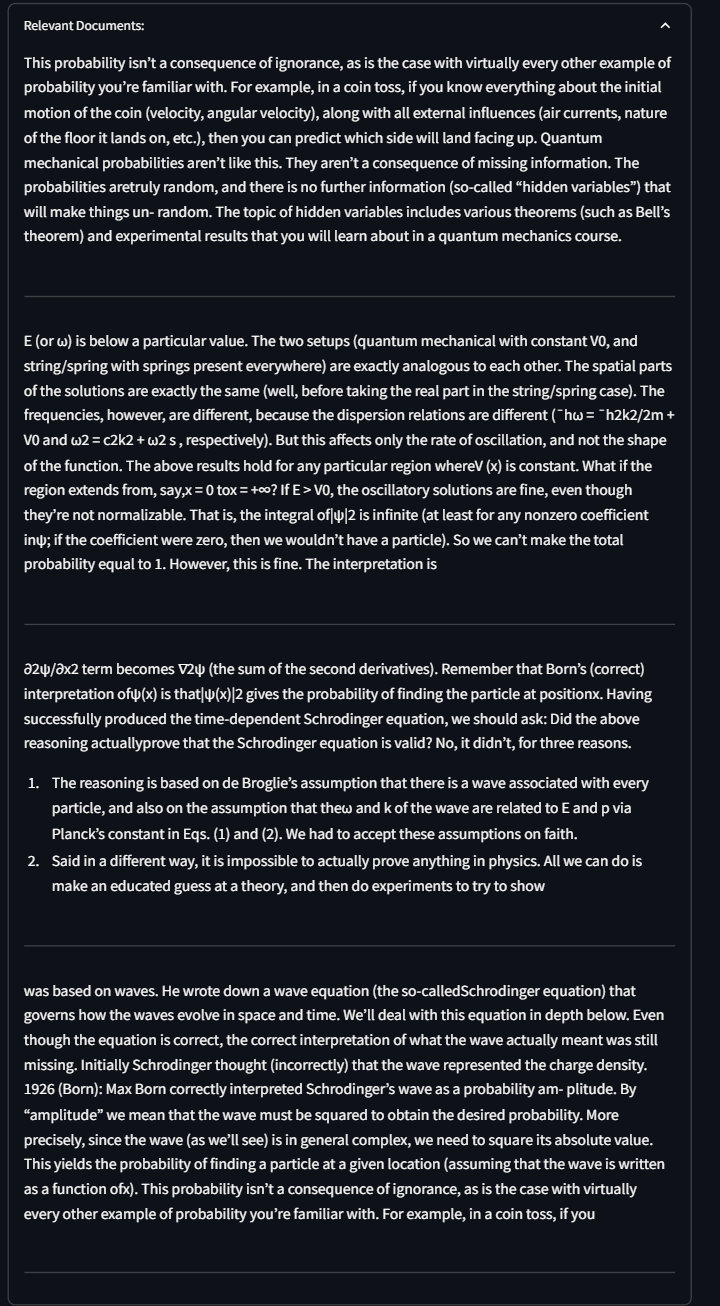 Relevant Documents:
This probability isn’t a consequence of ignorance, as is the case with virtually every other example of
probability you’re familiar with. For example, in a coin toss, if you know everything about the initial
motion of the coin (velocity, angular velocity), along with all external influences (air currents, nature
of the floor it lands on, etc.), then you can predict which side will land facing up. Quantum
mechanical probabilities aren’t like this. They aren’t a consequence of missing information. The
probabilities aretruly random, and there is no further information (so-called “hidden variables”) that
will make things un- random. The topic of hidden variables includes various theorems (such as Bell’s
theorem) and experimental results that you will learn about in a quantum mechanics course.
E (or ω) is below a particular value. The two setups (quantum mechanical with constant V0, and
string/spring with springs present everywhere) are exactly analogous to each other. The spatial parts
of the solutions are exactly the same (well, before taking the real part in the string/spring case). The
frequencies, however, are different, because the dispersion relations are different (¯hω = ¯h2k2/2m +
V0 and ω2 = c2k2 + ω2 s , respectively). But this affects only the rate of oscillation, and not the shape
of the function. The above results hold for any particular region whereV (x) is constant. What if the
region extends from, say,x = 0 tox = +∞? If E > V0, the oscillatory solutions are fine, even though
they’re not normalizable. That is, the integral of|ψ|2 is infinite (at least for any nonzero coefficient
inψ; if the coefficient were zero, then we wouldn’t have a particle). So we can’t make the total
probability equal to 1. However, this is fine. The interpretation is
∂2ψ/∂x2 term becomes ∇2ψ (the sum of the second derivatives). Remember that Born’s (correct)
interpretation ofψ(x) is that|ψ(x)|2 gives the probability of finding the particle at positionx. Having
successfully produced the time-dependent Schrodinger equation, we should ask: Did the above
reasoning actuallyprove that the Schrodinger equation is valid? No, it didn’t, for three reasons.
1. The reasoning is based on de Broglie’s assumption that there is a wave associated with every
particle, and also on the assumption that theω and k of the wave are related to E and p via
Planck’s constant in Eqs. (1) and (2). We had to accept these assumptions on faith.
2. Said in a different way, it is impossible to actually prove anything in physics. All we can do is
make an educated guess at a theory, and then do experiments to try to show
was based on waves. He wrote down a wave equation (the so-calledSchrodinger equation) that
governs how the waves evolve in space and time. We’ll deal with this equation in depth below. Even
though the equation is correct, the correct interpretation of what the wave actually meant was still
missing. Initially Schrodinger thought (incorrectly) that the wave represented the charge density.
1926 (Born): Max Born correctly interpreted Schrodinger’s wave as a probability am- plitude. By
“amplitude” we mean that the wave must be squared to obtain the desired probability. More
precisely, since the wave (as we’ll see) is in general complex, we need to square its absolute value.
This yields the probability of finding a particle at a given location (assuming that the wave is written
as a function ofx). This probability isn’t a consequence of ignorance, as is the case with virtually
every other example of probability you’re familiar with. For example, in a coin toss, if you